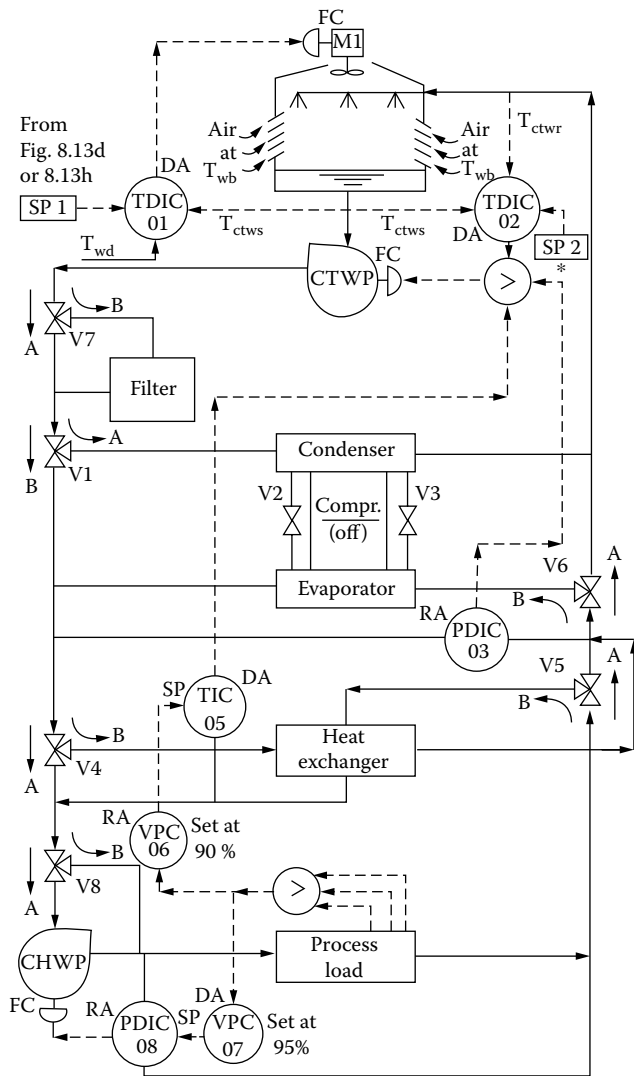 FC
M1
From
Fig. 8.13d
or 8.13h
SP 1
DA
TDIC
01
T_wd
Air
at
T_wb
Air
at
T_wb
T_ctwr
T_ctws
T_ctws
TDIC
02
DA
SP 2
*
FC
CTWP
>
B
A
V7
Filter
A
B
V1
Condenser
V2
V3
Compr.
(off)
Evaporator
V6
A
B
RA
PDIC
03
A
V5
B
SP
DA
TIC
05
B
V4
A
Heat
exchanger
RA
VPC
06
Set at
90 %
B
V8
A
>
CHWP
Process
load
FC
RA
PDIC
08
SP
DA
VPC
07
Set at
95%